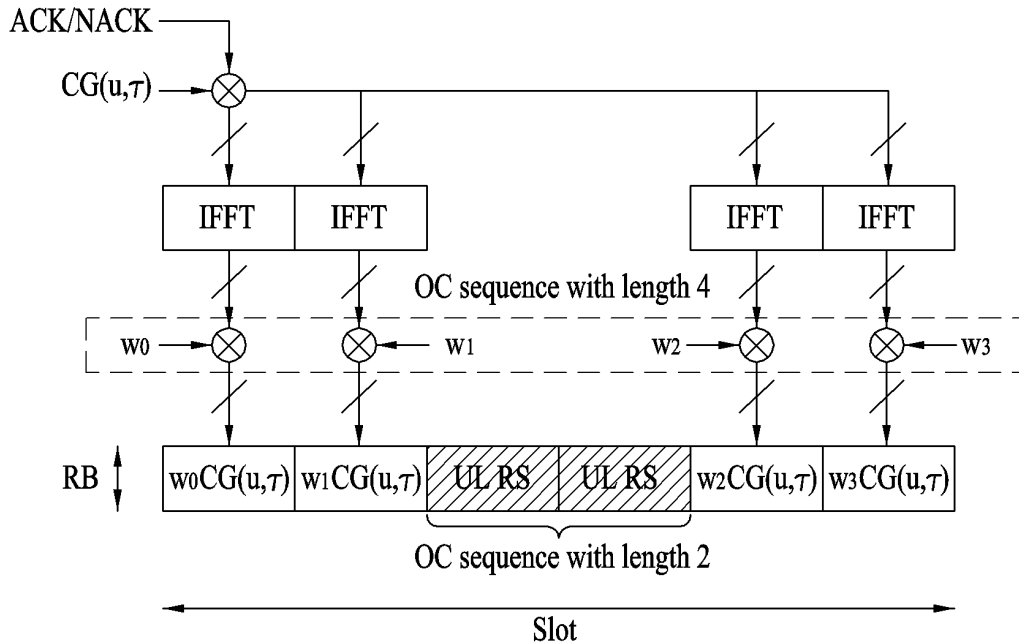 ACK/NACK
CG(u,τ)
IFFT IFFT IFFT IFFT
OC sequence with length 4
w0 w1 w2 w3
RB w0CG(u,τ) w1CG(u,τ) UL RS UL RS w2CG(u,τ) w3CG(u,τ)
OC sequence with length 2
Slot